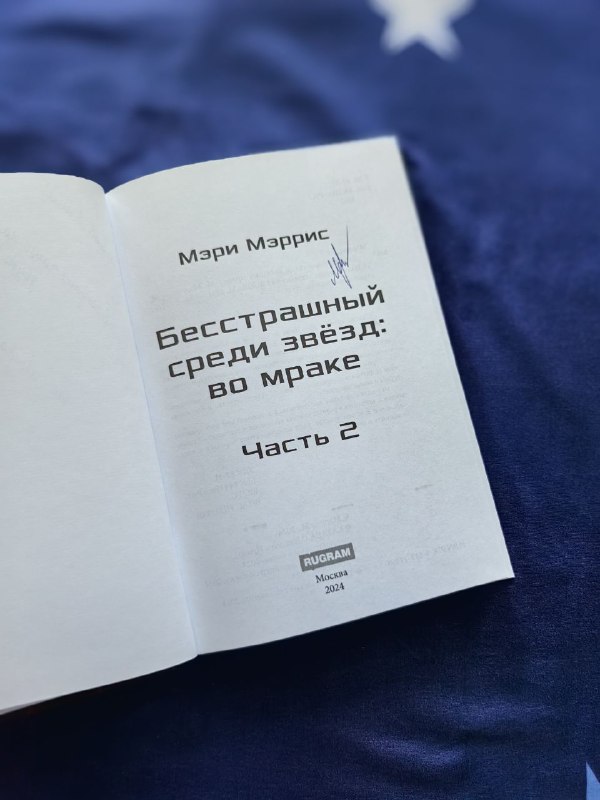 Мэри Мэррис
Бесстрашный
среди звёзд:
во мраке
Часть 2
RUGRAM
Москва
2024